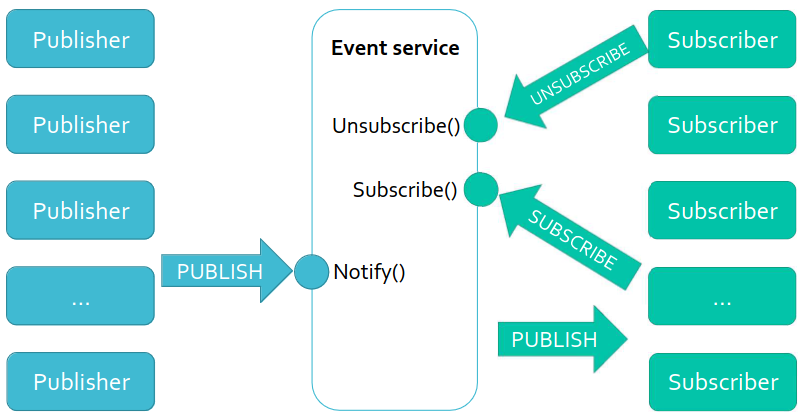 Publisher
Publisher
Publisher
...
Publisher
PUBLISH
Event service
Unsubscribe()
Subscribe()
Notify()
UNSUBSCRIBE
SUBSCRIBE
PUBLISH
Subscriber
Subscriber
Subscriber
...
Subscriber